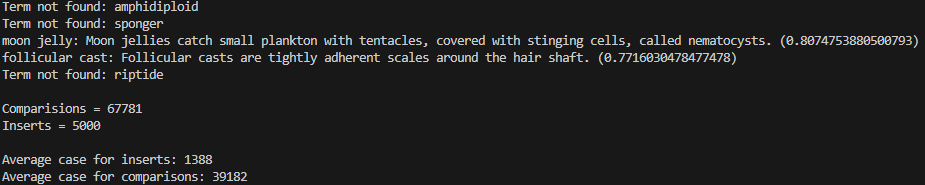 Term not found: amphidiploid
Term not found: sponger
moon jelly: Moon jellies catch small plankton with tentacles, covered with stinging cells, called nematocysts. (0.8074753880500793)
follicular cast: Follicular casts are tightly adherent scales around the hair shaft. (0.7716030478477478)
Term not found: riptide
Comparisions = 67781
Inserts = 5000
Average case for inserts: 1388
Average case for comparisons: 39182